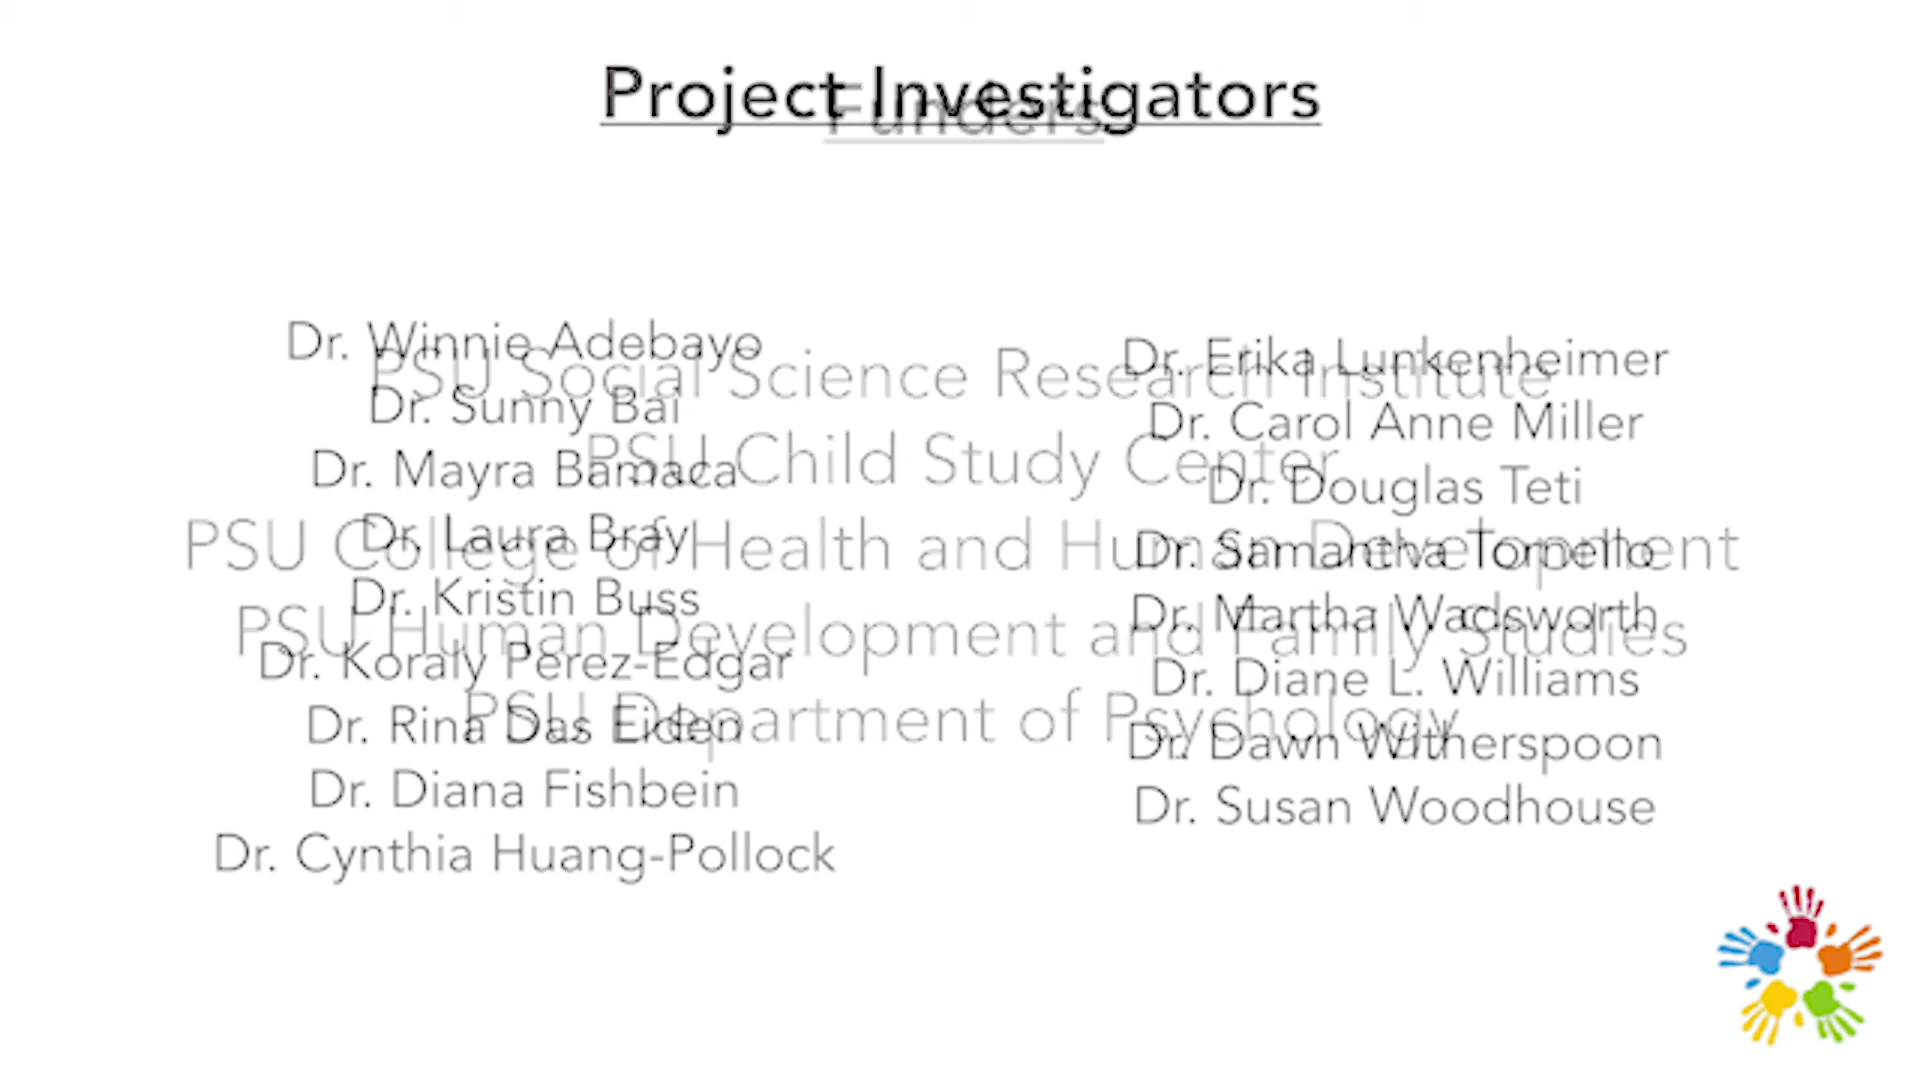 Project Investigators
Dr. Winnie Adebayo
Dr. Sunny Bai
Dr. Mayra Bamaca
Dr. Laura Bray
Dr. Kristin Buss
Dr. Koraly Perez-Edgar
Dr. Rina Das Eiden
Dr. Diana Fishbein
Dr. Cynthia Huang-Pollock
Dr. Erika Lunkenheimer
Dr. Carol Anne Miller
Dr. Douglas Teti
Dr. Samantha Tornello
Dr. Martha Wadsworth
Dr. Diane L. Williams
Dr. Dawn Witherspoon
Dr. Susan Woodhouse
Funders
PSU Social Science Research Institute
PSU Child Study Center
PSU College of Health and Human Development
PSU Human Development and Family Studies
PSU Department of Psychology